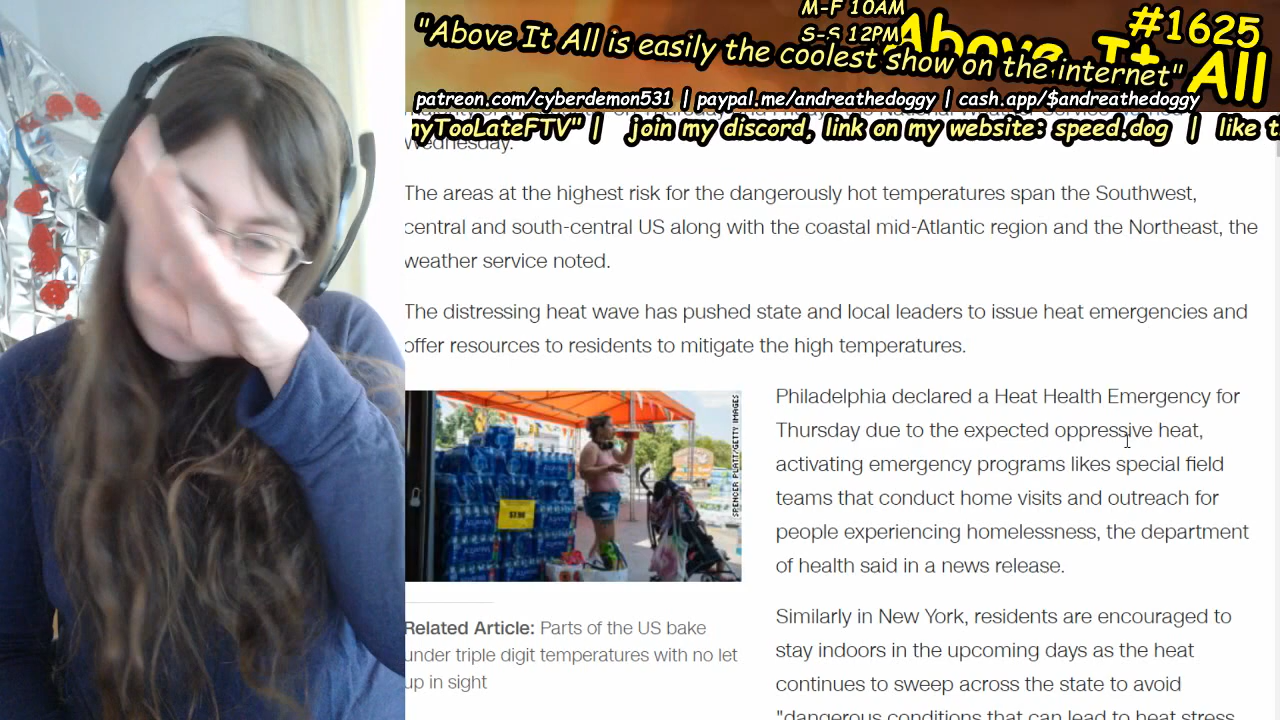 M-F 10AM
S-S 12PM
#1625
Above It All
"Above It All is easily the coolest show on the internet"
patreon.com/cyberdemon531 | paypal.me/andreathedoggy | cash.app/$andreathedoggy
nyTooLateFTV" | join my discord, link on my website: speed.dog | like t
Wednesday.
The areas at the highest risk for the dangerously hot temperatures span the Southwest,
central and south-central US along with the coastal mid-Atlantic region and the Northeast, the
weather service noted.
The distressing heat wave has pushed state and local leaders to issue heat emergencies and
offer resources to residents to mitigate the high temperatures.
SPENCER PLATT/GETTY IMAGES
Related Article: Parts of the US bake
under triple digit temperatures with no let
up in sight
Philadelphia declared a Heat Health Emergency for
Thursday due to the expected oppressive heat,
activating emergency programs likes special field
teams that conduct home visits and outreach for
people experiencing homelessness, the department
of health said in a news release.
Similarly in New York, residents are encouraged to
stay indoors in the upcoming days as the heat
continues to sweep across the state to avoid
"dangerous conditions that can lead to heat stress